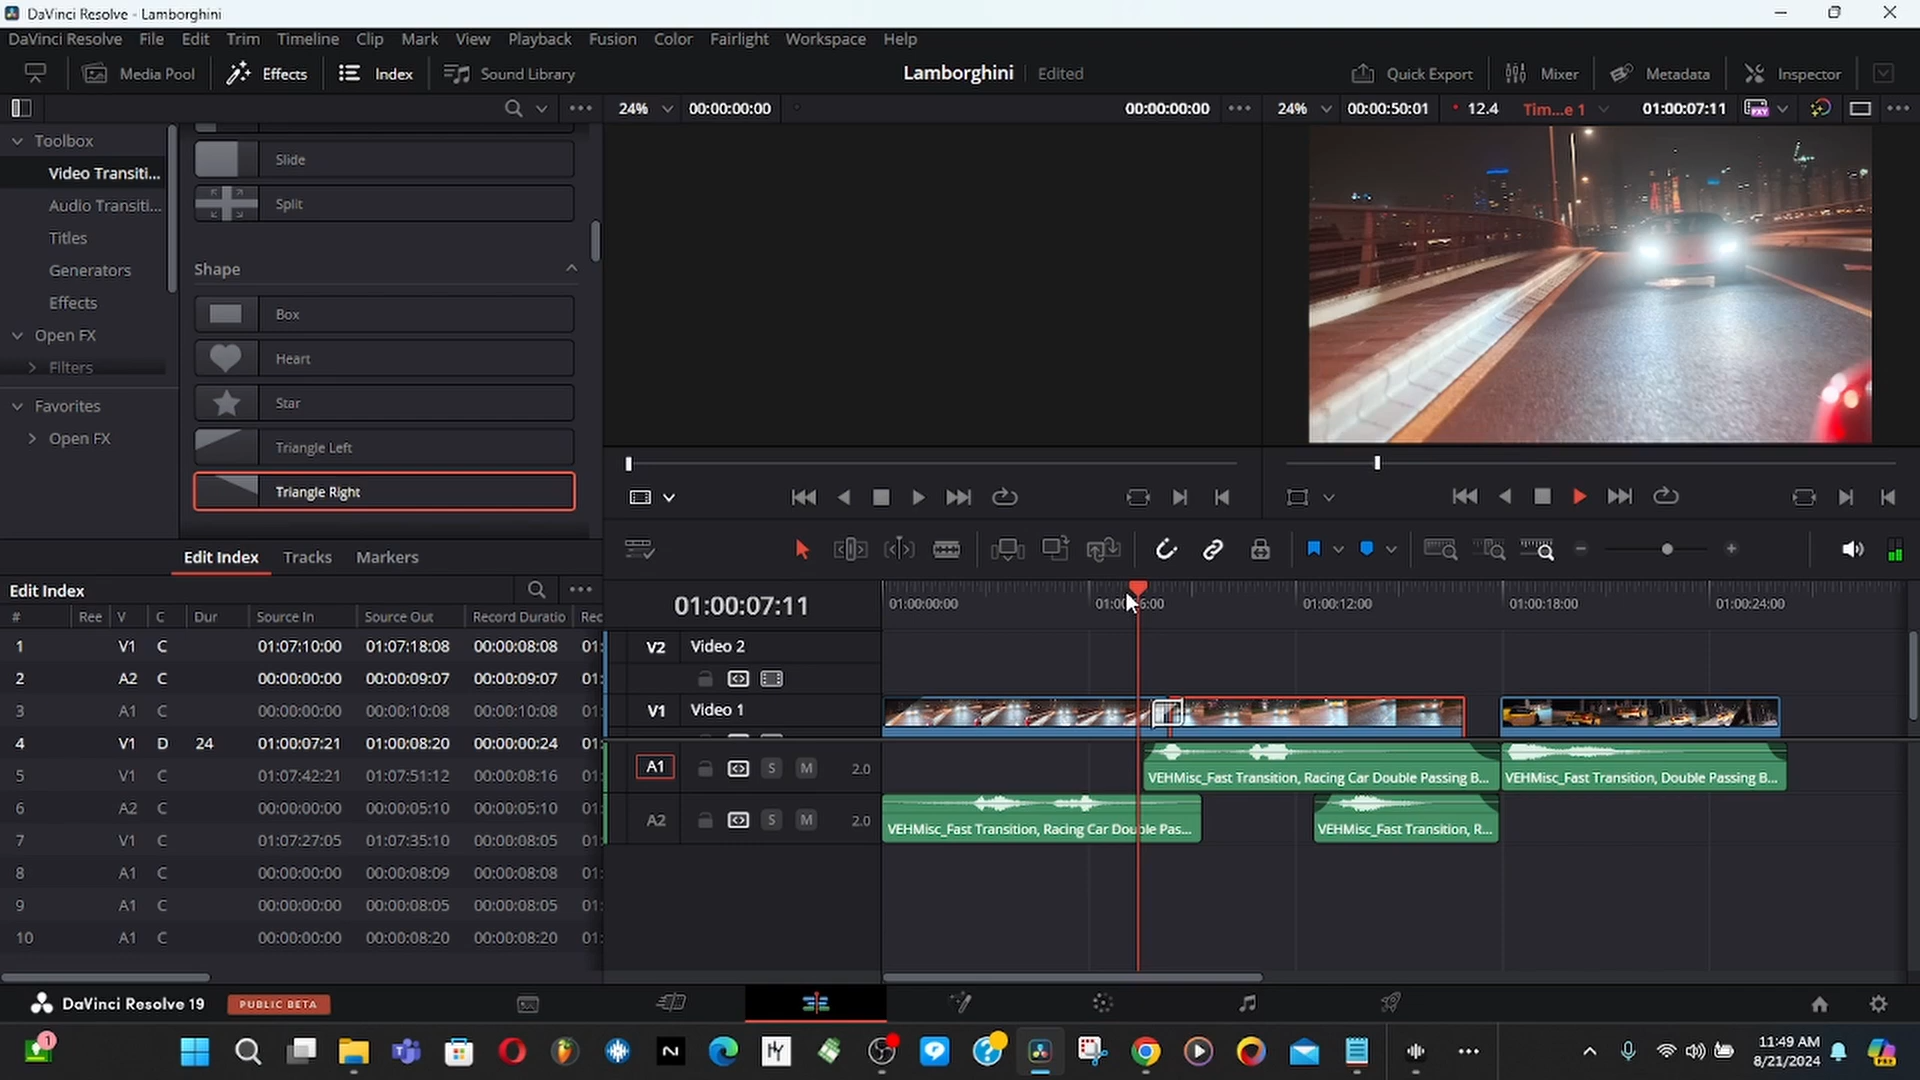 DaVinci Resolve - Lamborghini
DaVinci Resolve File Edit Trim Timeline Clip Mark View Playback Fusion Color Fairlight Workspace Help
Media Pool Effects Index Sound Library Lamborghini Edited Quick Export Mixer Metadata Inspector
24% 00:00:00:00 00:00:00:00 24% 00:00:50:01 12.4 Tim...e 1 01:00:07:11
Toolbox
Video Transiti...
Audio Transiti...
Titles
Generators
Effects
Open FX
Filters
Favorites
Open FX
Slide
Split
Shape
Box
Heart
Star
Triangle Left
Triangle Right
Edit Index Tracks Markers
Edit Index
# Ree V C Dur Source In Source Out Record Duratio Rec
1 V1 C 01:07:10:00 01:07:18:08 00:00:08:08 01:
2 A2 C 00:00:00:00 00:00:09:07 00:00:09:07 01:
3 A1 C 00:00:00:00 00:00:10:08 00:00:10:08 01:
4 V1 D 24 01:00:07:21 01:00:08:20 00:00:00:24 01:
5 V1 C 01:07:42:21 01:07:51:12 00:00:08:16 01:
6 A2 C 00:00:00:00 00:00:05:10 00:00:05:10 01:
7 V1 C 01:07:27:05 01:07:35:10 00:00:08:05 01:
8 A1 C 00:00:00:00 00:00:08:09 00:00:08:08 01:
9 A1 C 00:00:00:00 00:00:08:05 00:00:08:05 01:
10 A1 C 00:00:00:00 00:00:08:20 00:00:08:20 01:
01:00:07:11
01:00:00:00 01:00:12:00 01:00:18:00 01:00:24:00
V2 Video 2
V1 Video 1
A1 S M 2.0
VEHMisc_Fast Transition, Racing Car Double Passing B... VEHMisc_Fast Transition, Double Passing B...
A2 S M 2.0
VEHMisc_Fast Transition, Racing Car Double Pas... VEHMisc_Fast Transition, R...
DaVinci Resolve 19 PUBLIC BETA
1
11:49 AM
8/21/2024